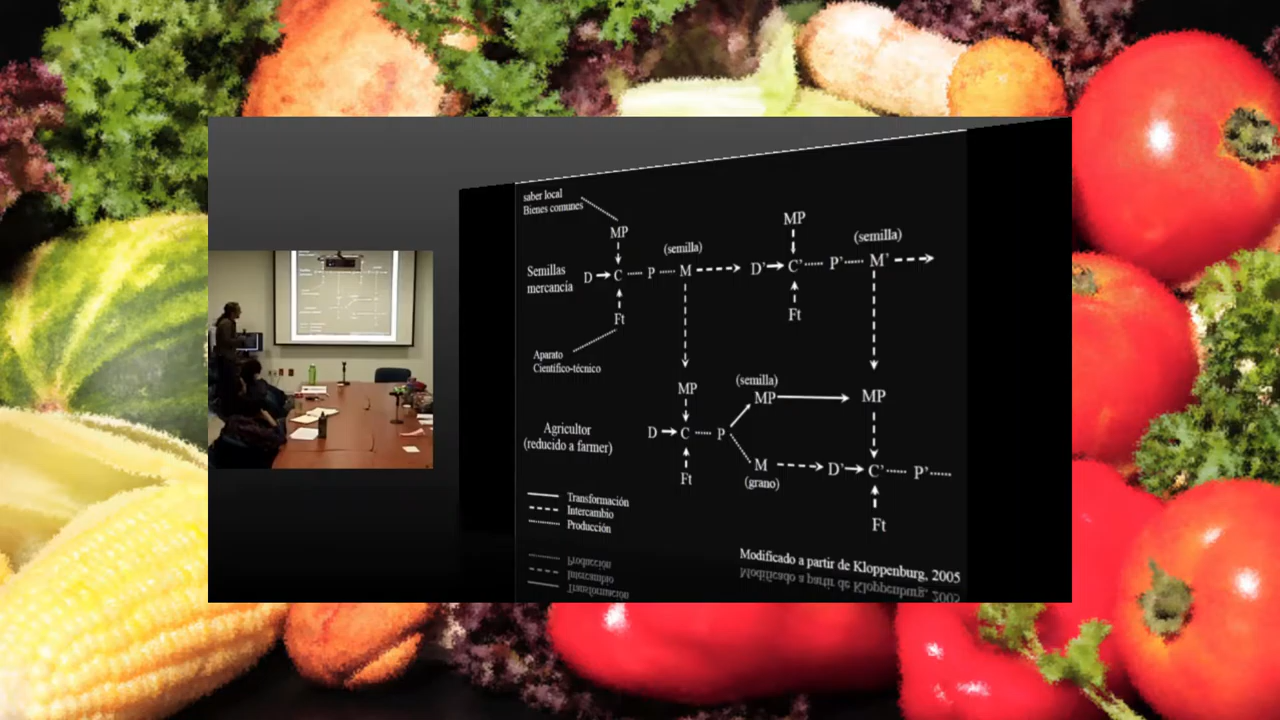 saber local
Bienes comunes
MP
MP
(semilla)
(semilla)
Semillas
mercancía
D C P M D' C' P' M'
Ft
Ft
Aparato
Científico-técnico
MP
(semilla)
MP
MP
Agricultor
(reducido a farmer)
D C P
M D' C' P'
(grano)
Ft
Ft
Transformación
Intercambio
Producción
Modificado a partir de Kloppenburg, 2005